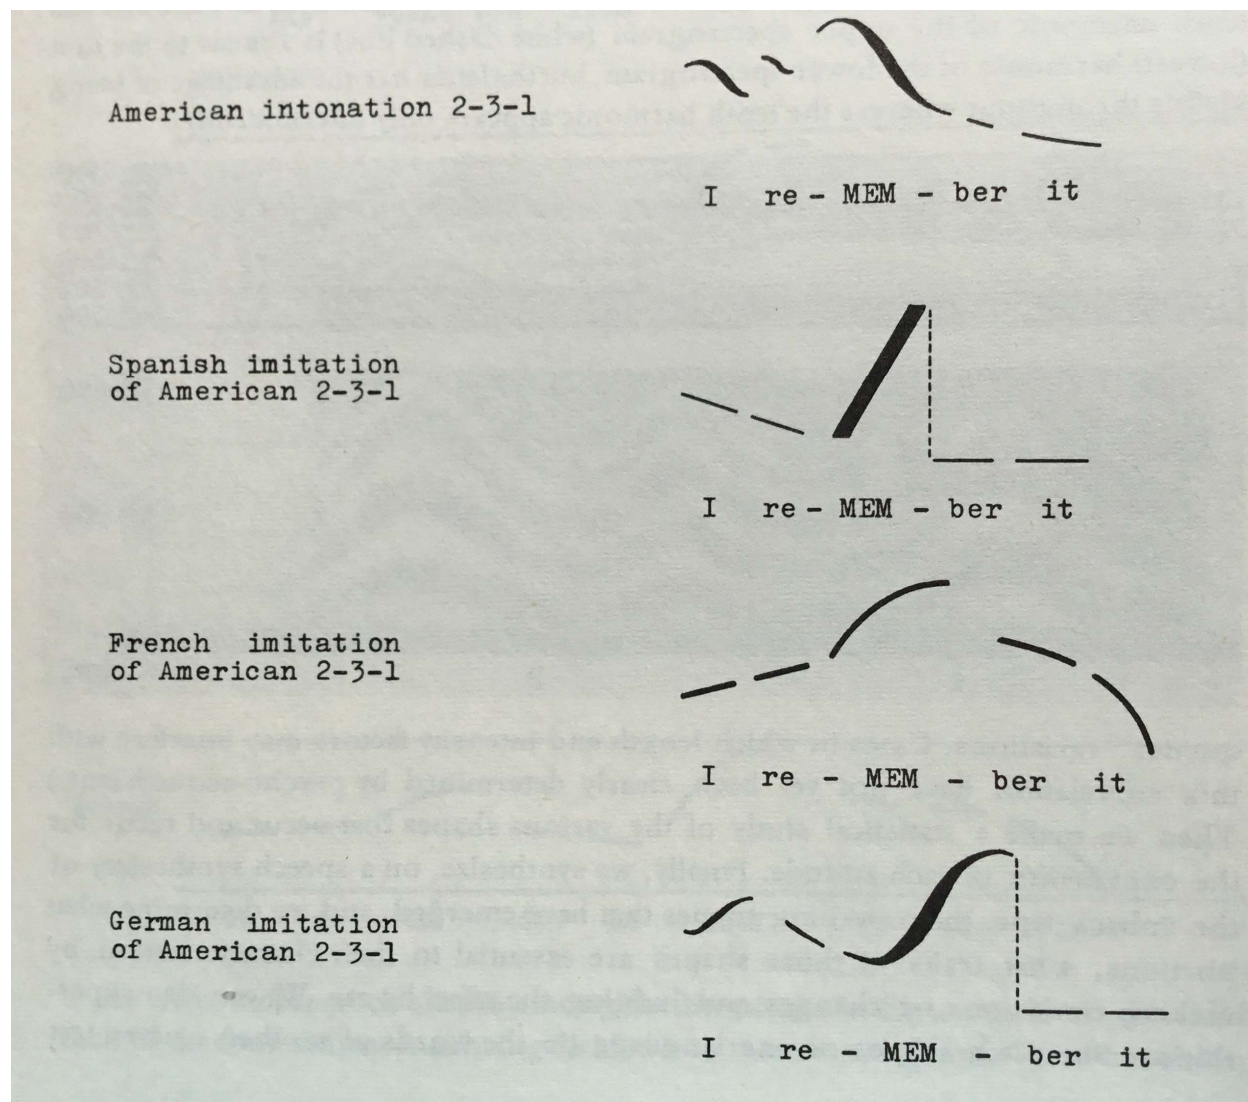 American intonation 2-3-1
I re - MEM - ber it
Spanish imitation
of American 2-3-1
I re - MEM - ber it
French imitation
of American 2-3-1
I re - MEM - ber it
German imitation
of American 2-3-1
I re - MEM - ber it